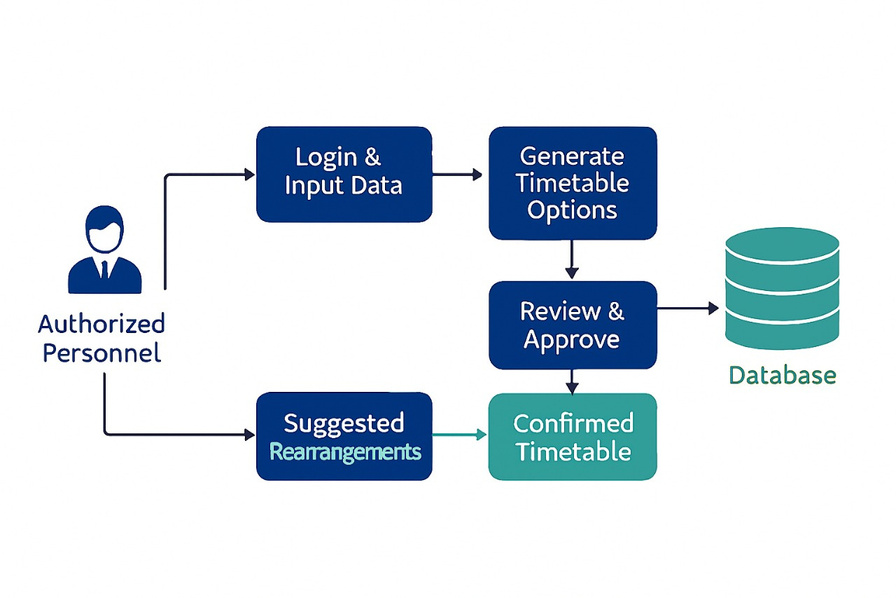 Login &
Input Data
Generate
Timetable
Options
Authorized
Personnel
Review &
Approve
Database
Suggested
Rearrangements
Confirmed
Timetable